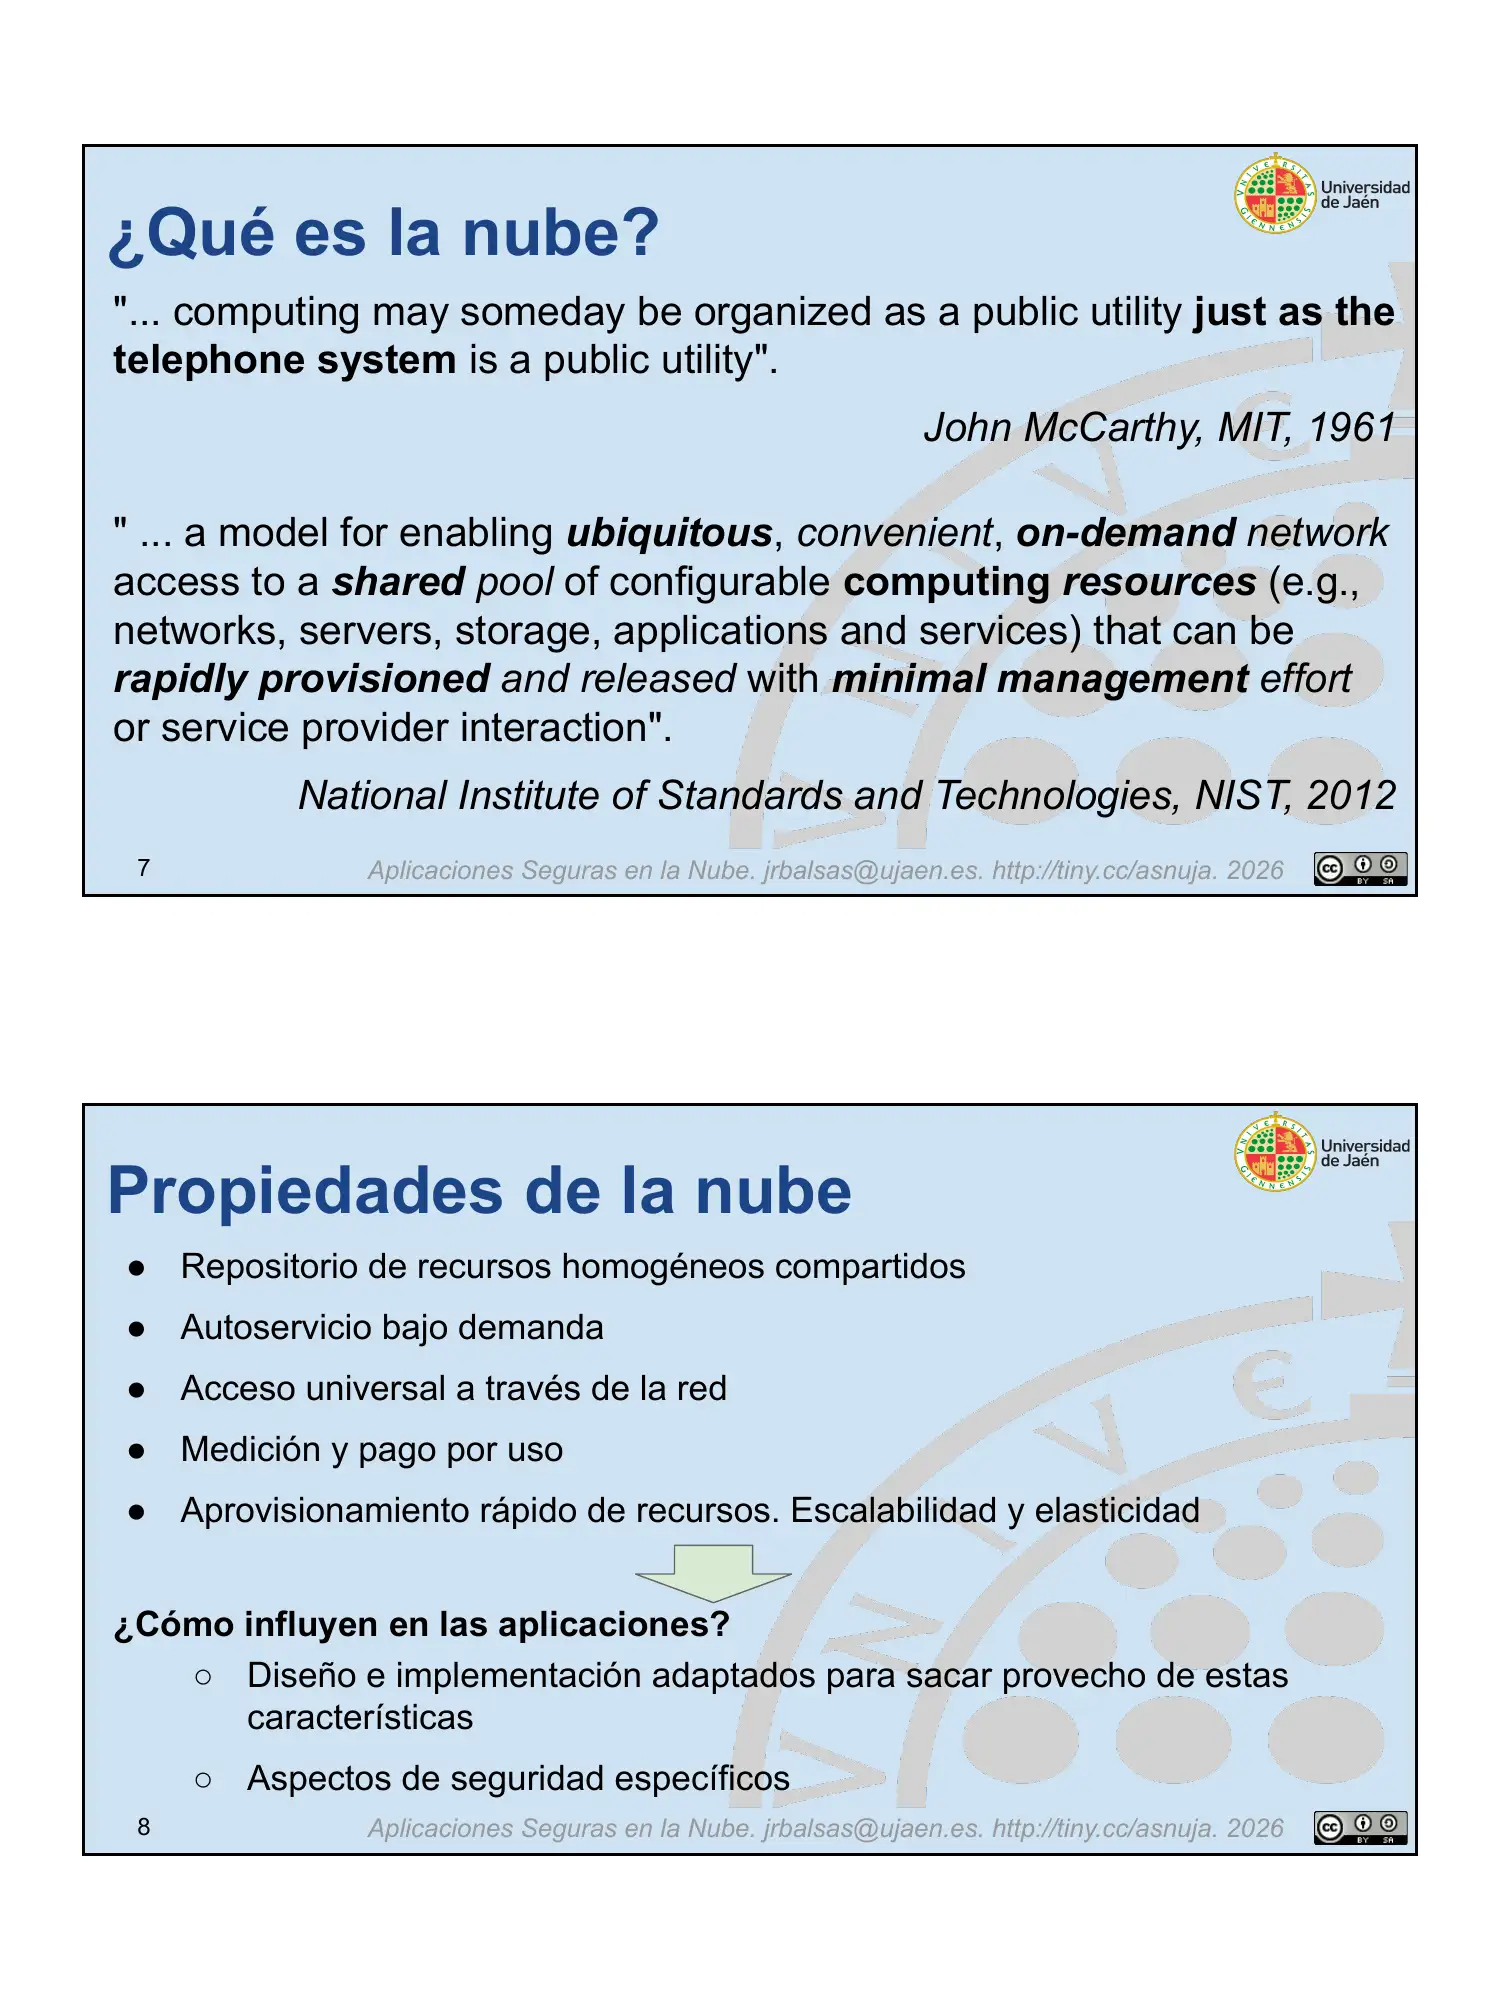 Universidad
de Jaén
¿Qué es la nube?
"... computing may someday be organized as a public utility just as the
telephone system is a public utility".
John McCarthy, MIT, 1961
" ... a model for enabling ubiquitous, convenient, on-demand network
access to a shared pool of configurable computing resources (e.g.,
networks, servers, storage, applications and services) that can be
rapidly provisioned and released with minimal management effort
or service provider interaction".
National Institute of Standards and Technologies, NIST, 2012
7
Aplicaciones Seguras en la Nube. jrbalsas@ujaen.es. http://tiny.cc/asnuja. 2026
cc BY SA
Universidad
de Jaén
Propiedades de la nube
● Repositorio de recursos homogéneos compartidos
● Autoservicio bajo demanda
● Acceso universal a través de la red
● Medición y pago por uso
● Aprovisionamiento rápido de recursos. Escalabilidad y elasticidad
¿Cómo influyen en las aplicaciones?
○ Diseño e implementación adaptados para sacar provecho de estas
características
○ Aspectos de seguridad específicos
8
Aplicaciones Seguras en la Nube. jrbalsas@ujaen.es. http://tiny.cc/asnuja. 2026
cc BY SA